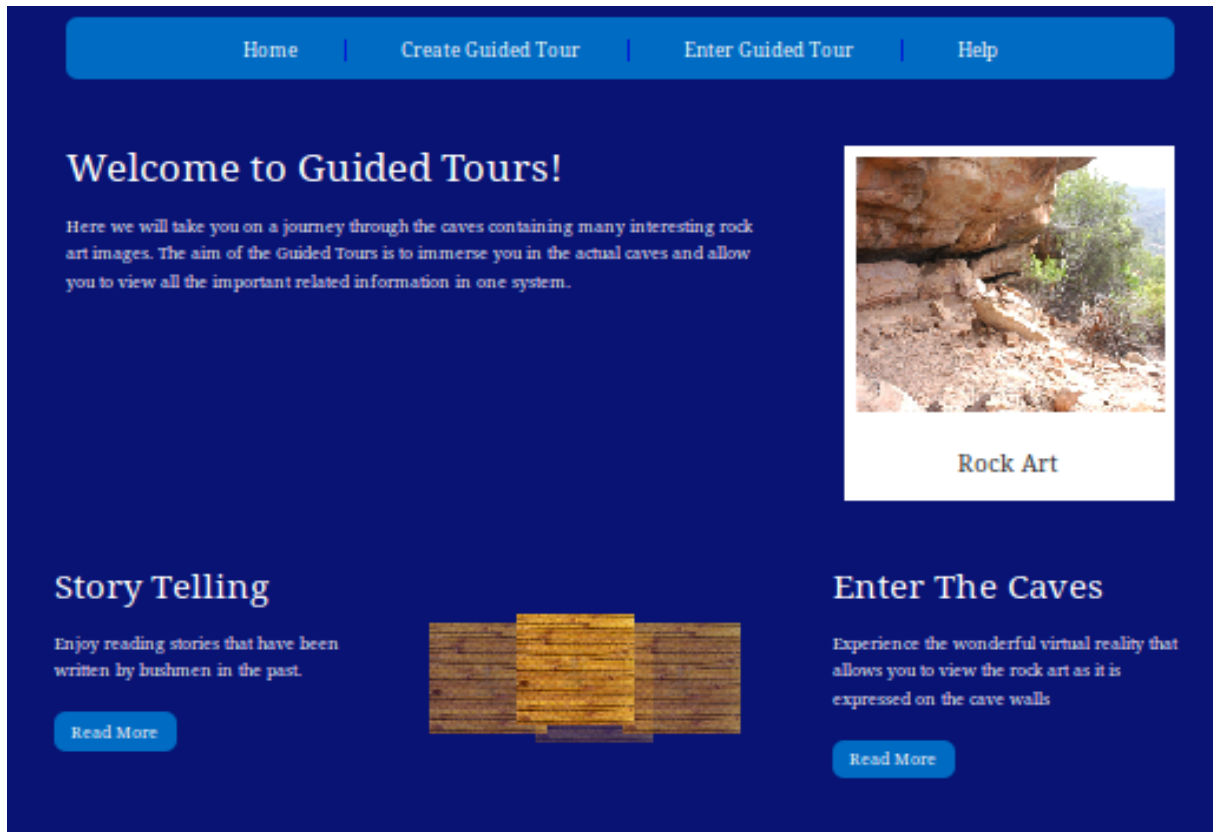 Home | Create Guided Tour | Enter Guided Tour | Help
Welcome to Guided Tours!
Here we will take you on a journey through the caves containing many interesting rock
art images. The aim of the Guided Tours is to immerse you in the actual caves and allow
you to view all the important related information in one system.
Rock Art
Story Telling
Enjoy reading stories that have been
written by bushmen in the past.
Read More
Enter The Caves
Experience the wonderful virtual reality that
allows you to view the rock art as it is
expressed on the cave walls
Read More